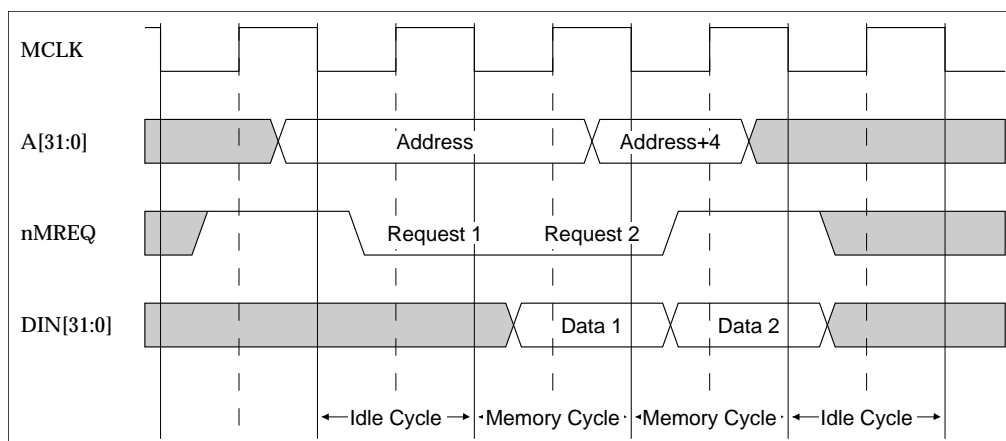 MCLK
A[31:0]
Address
Address+4
nMREQ
Request 1
Request 2
DIN[31:0]
Data 1
Data 2
Idle Cycle
Memory Cycle
Memory Cycle
Idle Cycle